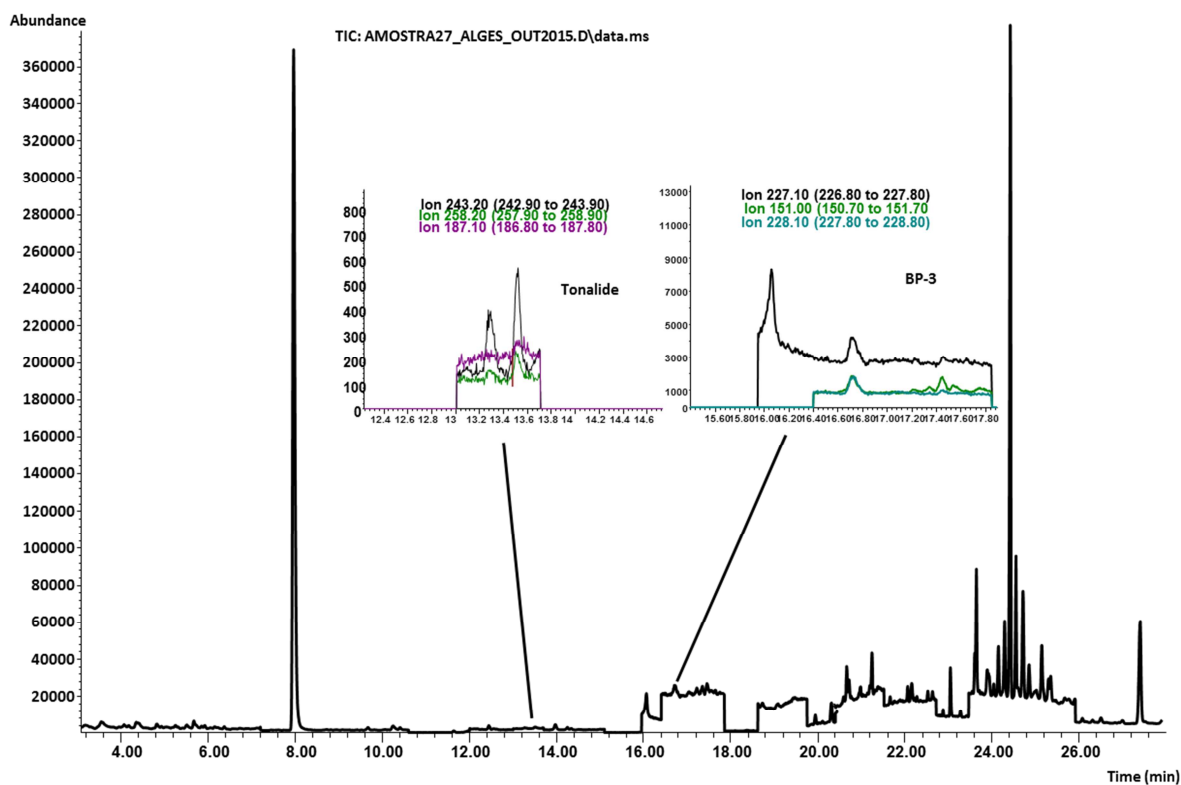 Abundance
TIC: AMOSTRA27_ALGES_OUT2015.D\data.ms
360000
340000
320000
300000
280000
260000
240000
220000
200000
180000
160000
140000
120000
100000
80000
60000
40000
20000
Ion 243.20 (242.90 to 243.90)
Ion 258.20 (257.90 to 258.90)
Ion 187.10 (186.80 to 187.80)
Tonalide
800
700
600
500
400
300
200
100
0
12.4 12.6 12.8 13 13.2 13.4 13.6 13.8 14 14.2 14.4 14.6
Ion 227.10 (226.80 to 227.80)
Ion 151.00 (150.70 to 151.70
Ion 228.10 (227.80 to 228.80)
BP-3
13000
11000
9000
7000
5000
3000
1000
0
15.60 15.80 16.00 16.20 16.40 16.60 16.80 17.00 17.20 17.40 17.60 17.80
4.00 6.00 8.00 10.00 12.00 14.00 16.00 18.00 20.00 22.00 24.00 26.00
Time (min)